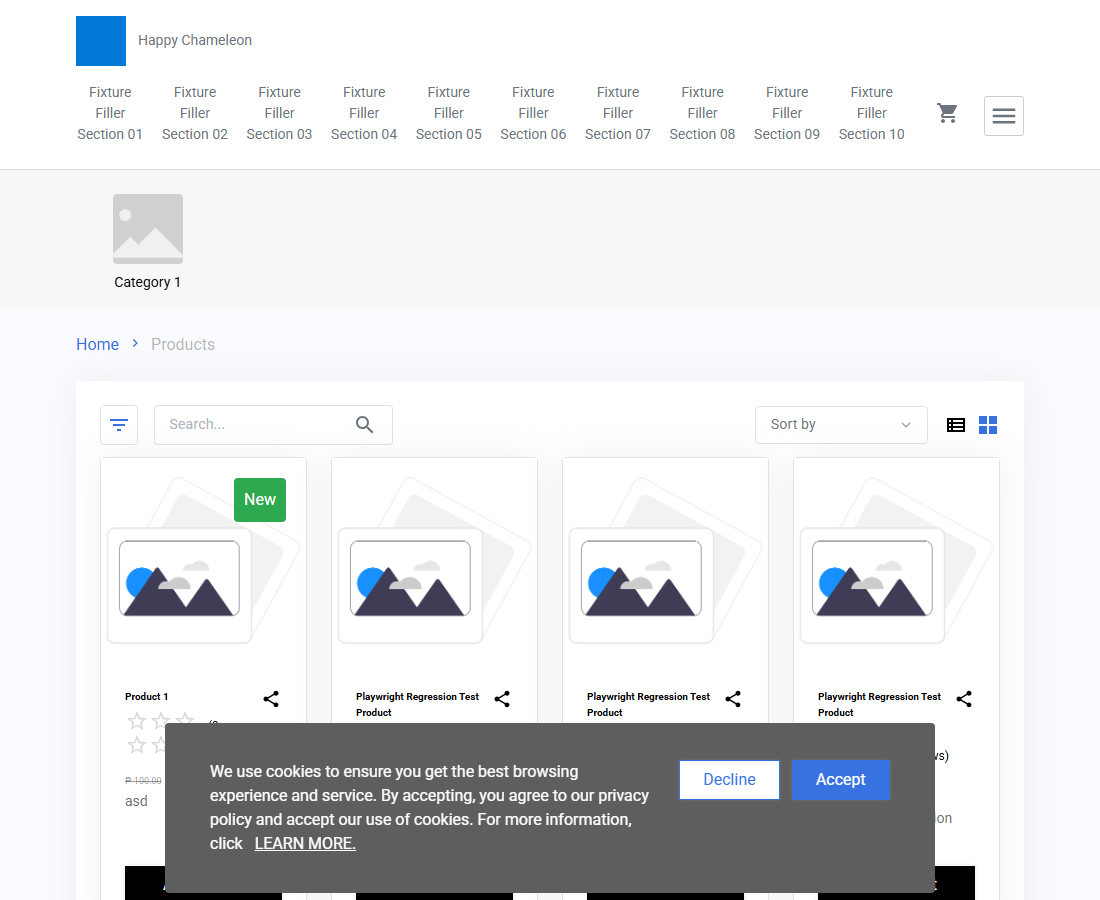 Happy Chameleon
Fixture Filler Section 01
Fixture Filler Section 02
Fixture Filler Section 03
Fixture Filler Section 04
Fixture Filler Section 05
Fixture Filler Section 06
Fixture Filler Section 07
Fixture Filler Section 08
Fixture Filler Section 09
Fixture Filler Section 10
Category 1
Home
Products
Search...
Sort by
New
Product 1
Playwright Regression Test
Product
Playwright Regression Test
Product
Playwright Regression Test
Product
₱ 100.00
asd
We use cookies to ensure you get the best browsing
experience and service. By accepting, you agree to our privacy
policy and accept our use of cookies. For more information,
click LEARN MORE.
Decline
Accept